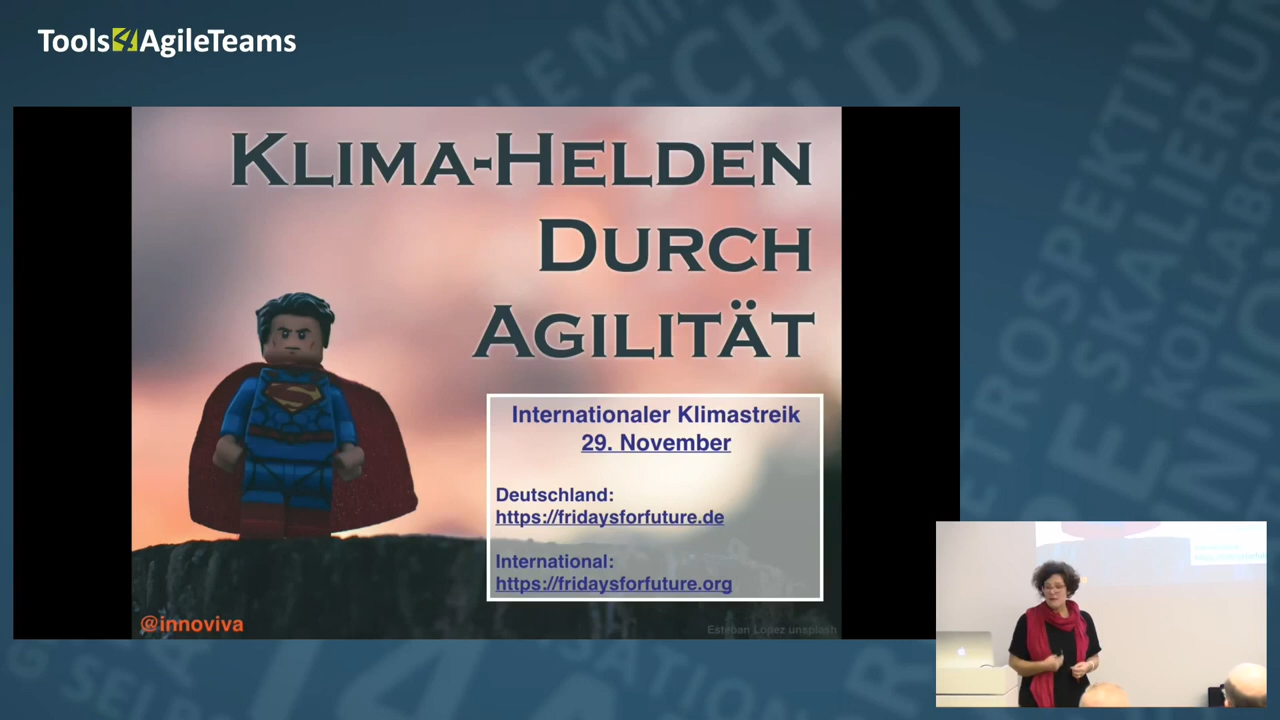 Tools4AgileTeams
KLIMA-HELDEN
DURCH
AGILITÄT
Internationaler Klimastreik
29. November
Deutschland:
https://fridaysforfuture.de
International:
https://fridaysforfuture.org
@innoviva
Esteban Lopez unsplash